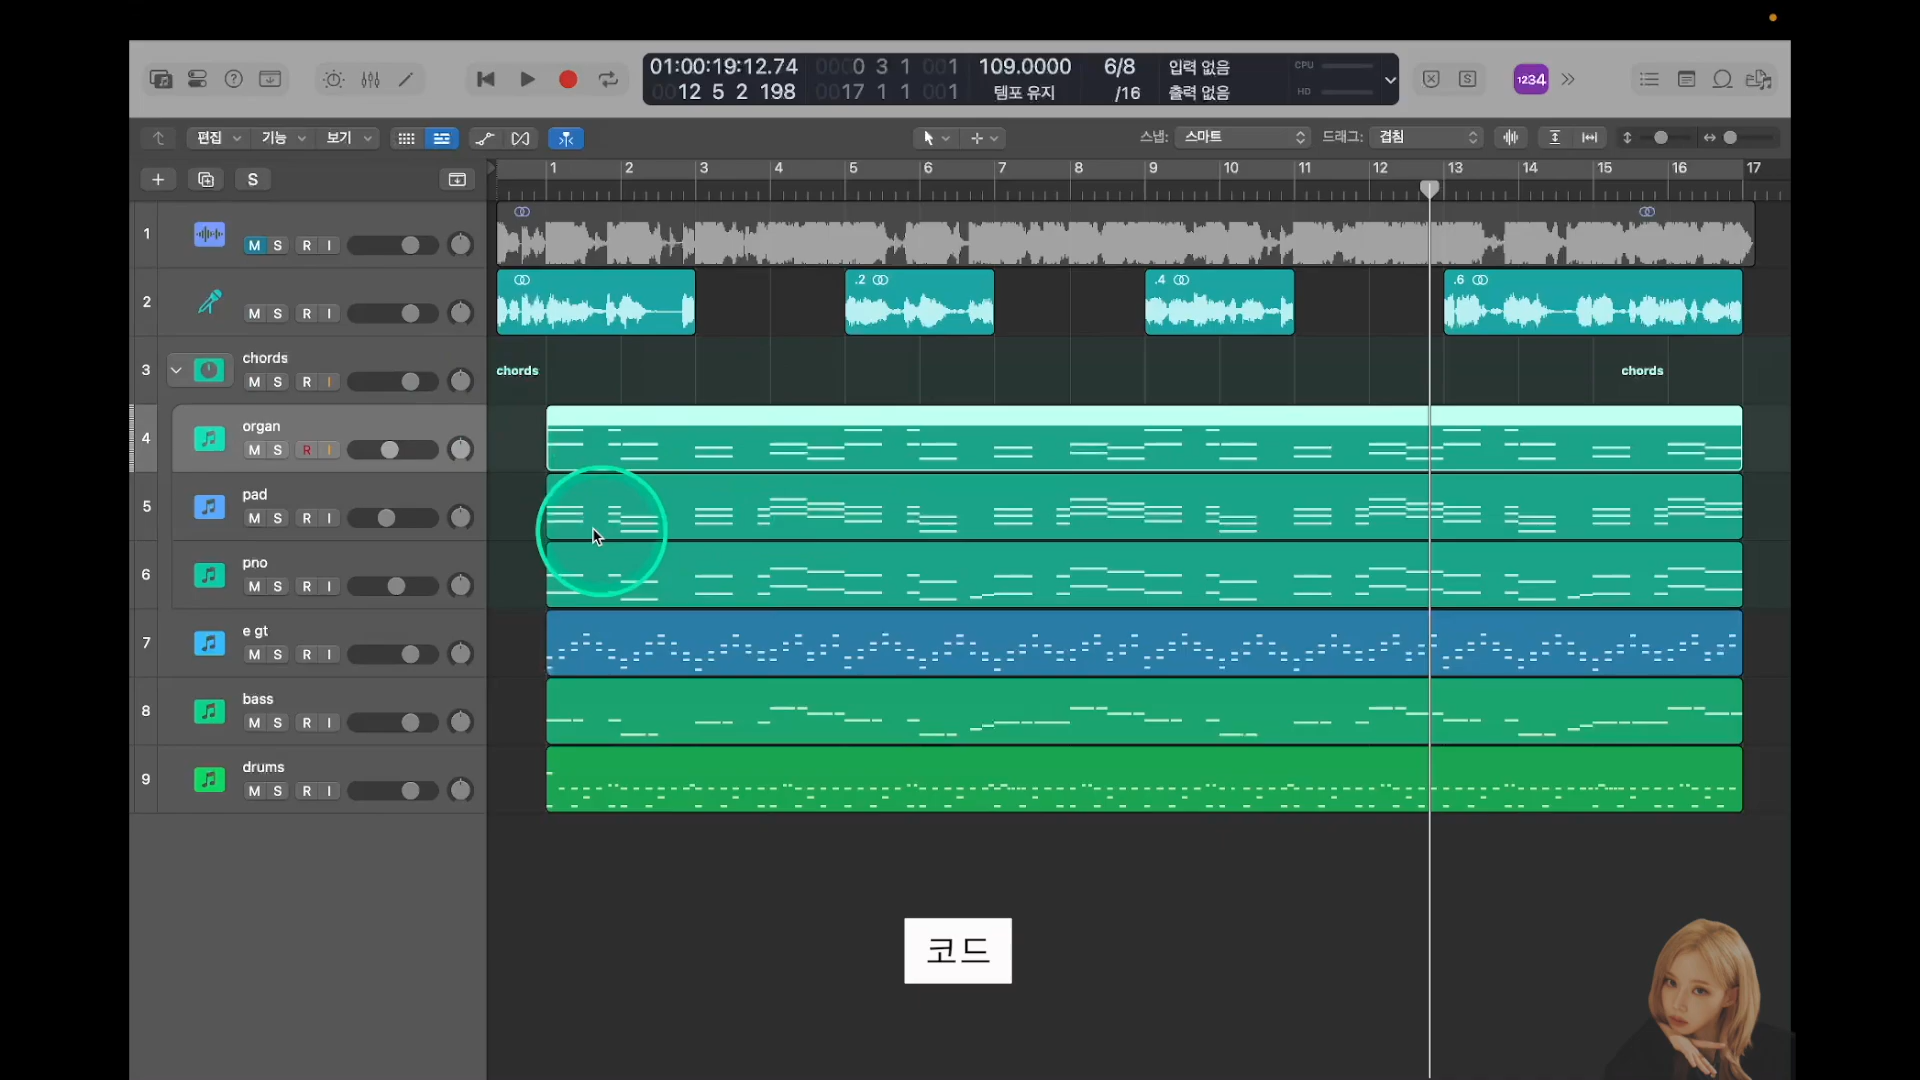 01:00:19:12.74 0000 3 1 001 109.0000 6/8 입력 없음 CPU
0012 5 2 198 0017 1 1 001 템포 유지 /16 출력 없음 HD
1234
편집 기능 보기 스냅: 스마트 드래그: 겹침
S
1 2 3 4 5 6 7 8 9 10 11 12 13 14 15 16 17
1 M S R I
2 M S R I .2 .4 .6
3 chords M S R I chords chords
4 organ M S R I
5 pad M S R I
6 pno M S R I
7 e gt M S R I
8 bass M S R I
9 drums M S R I
코드